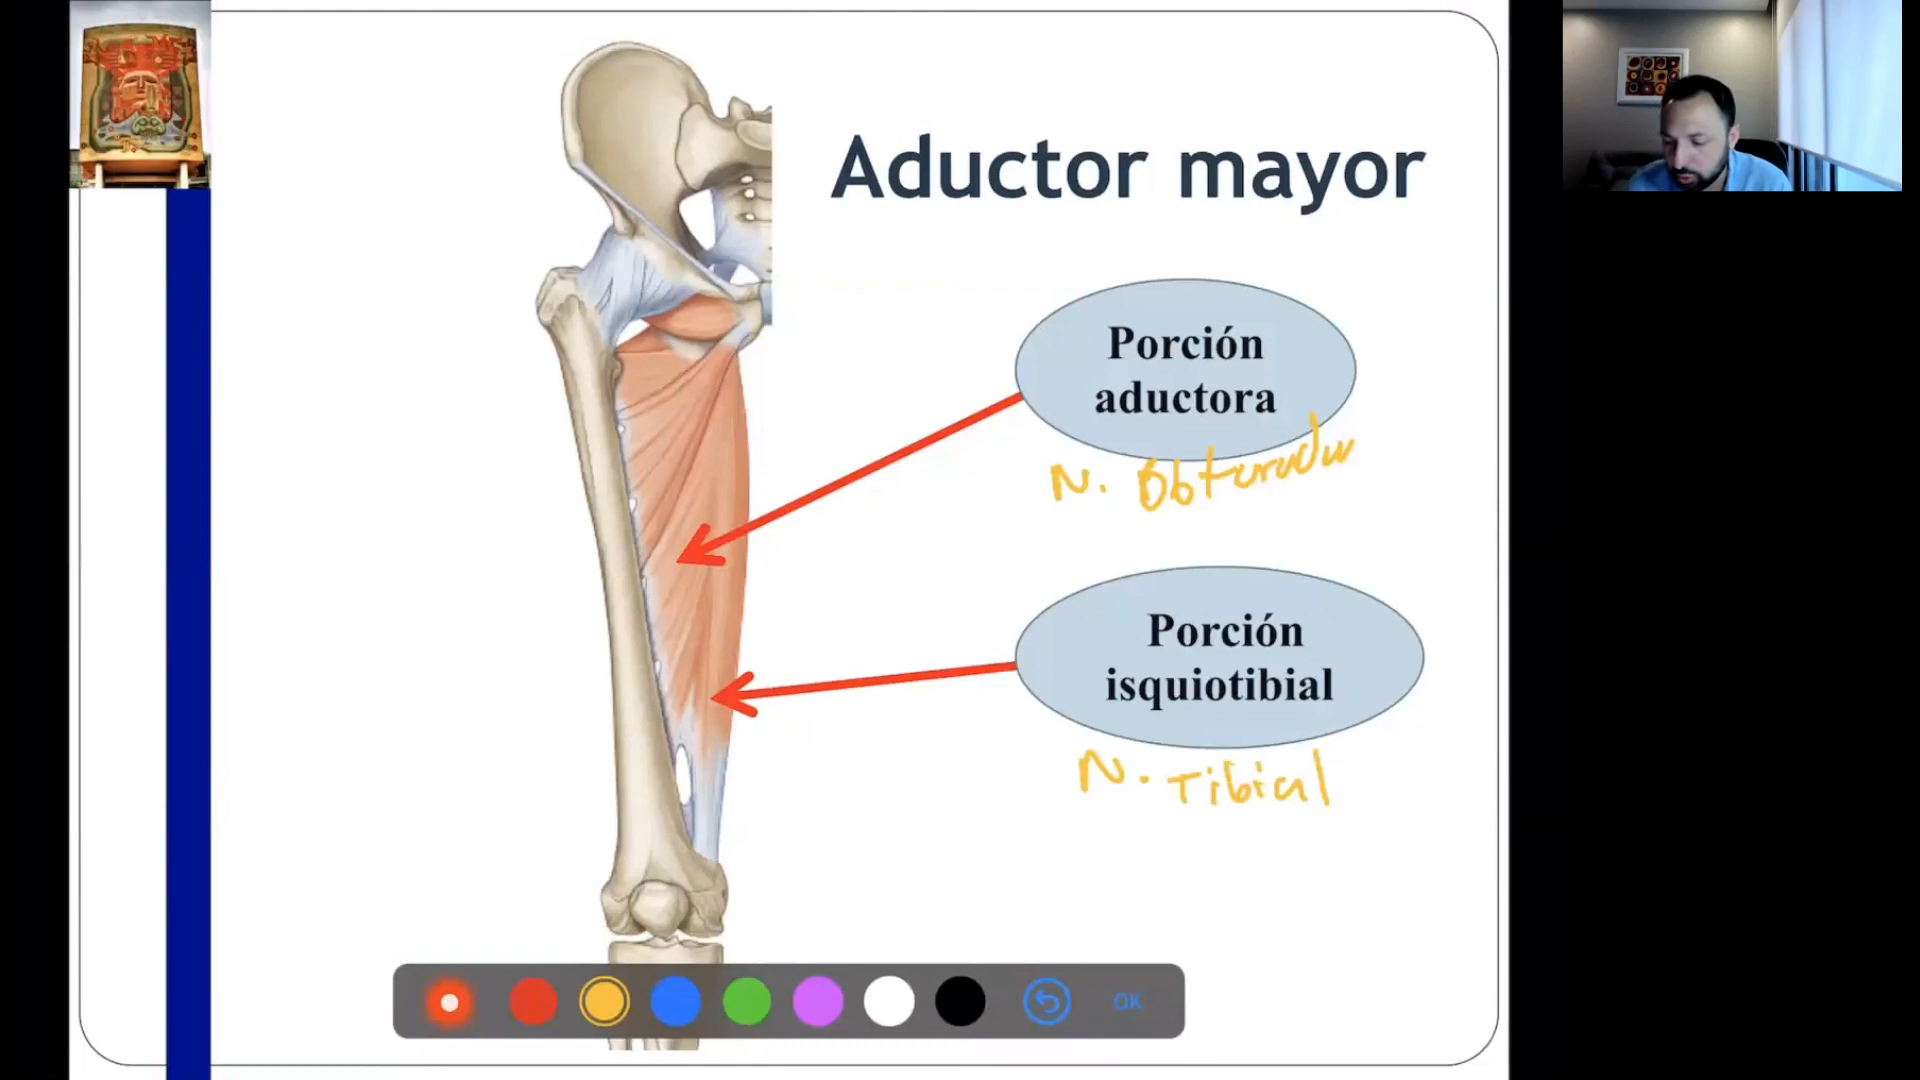 Aductor mayor
Porción
aductora
N. Obturador
Porción
isquiotibial
N. Tibial
OK